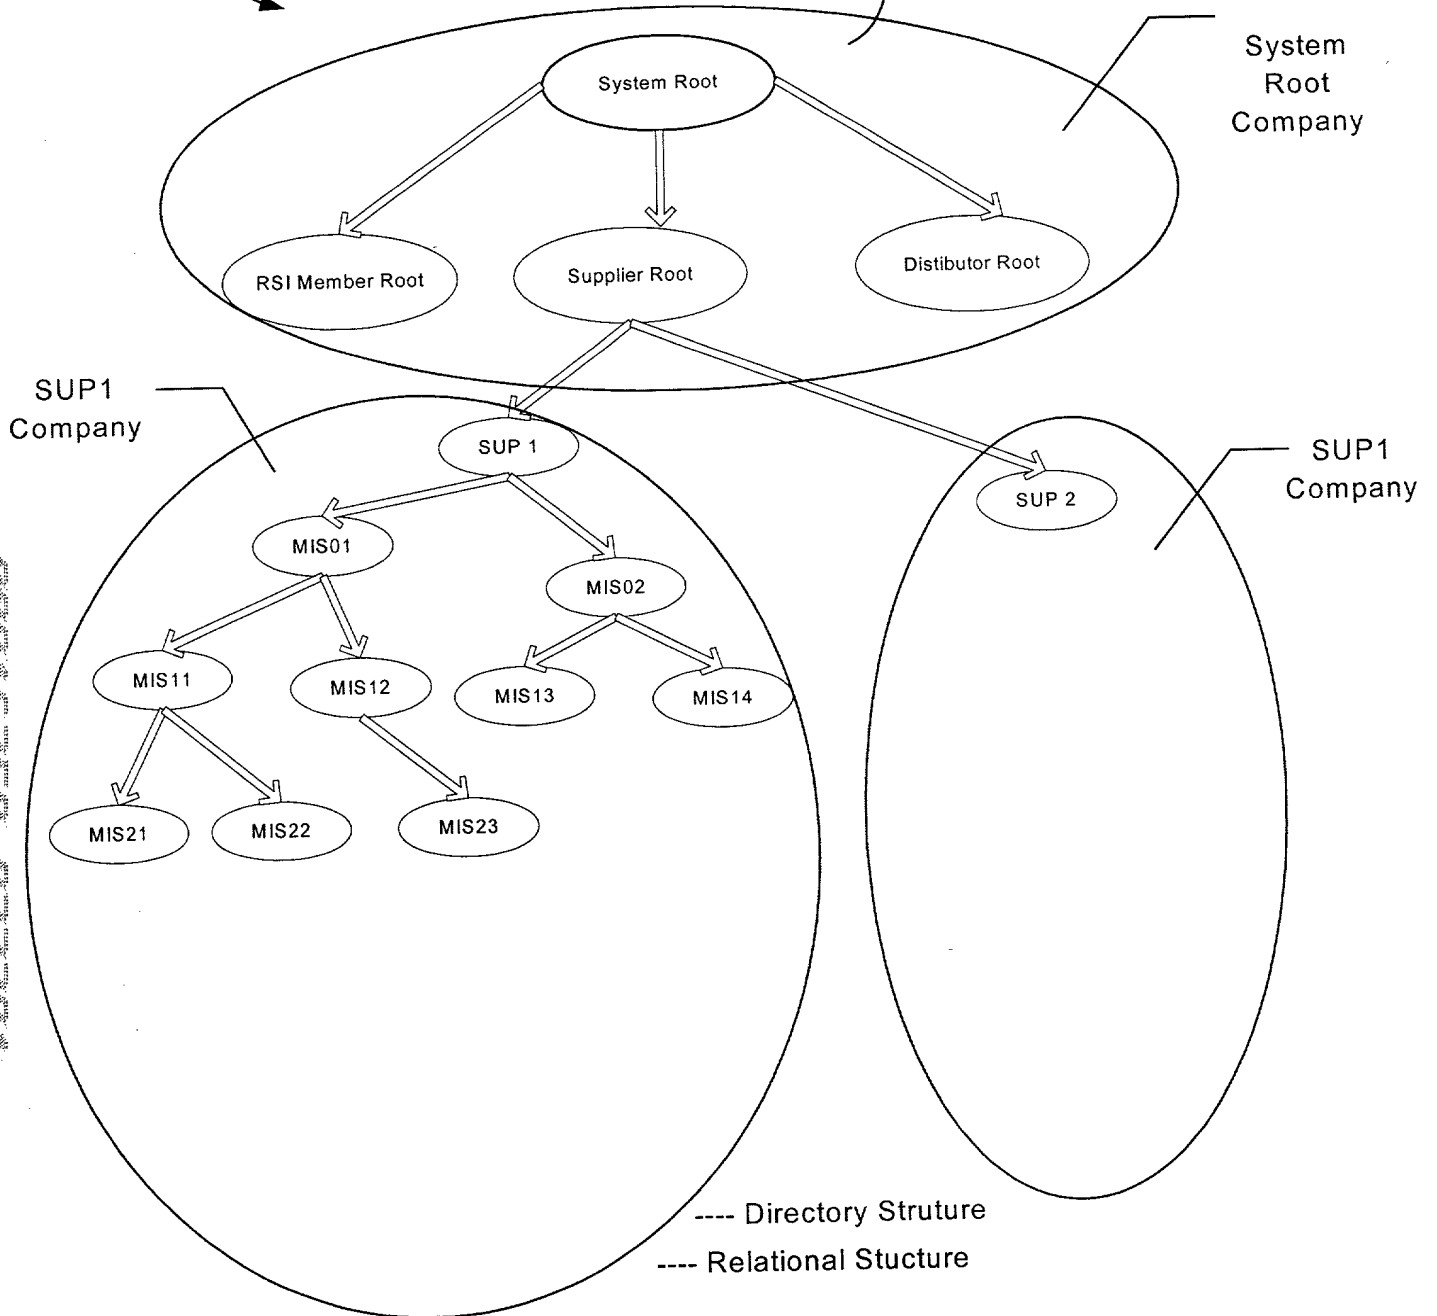 System Root
System
Root
Company
RSI Member Root
Supplier Root
Distibutor Root
SUP1
Company
SUP 1
SUP 2
SUP1
Company
MIS01
MIS02
MIS11
MIS12
MIS13
MIS14
MIS21
MIS22
MIS23
---- Directory Struture
---- Relational Stucture